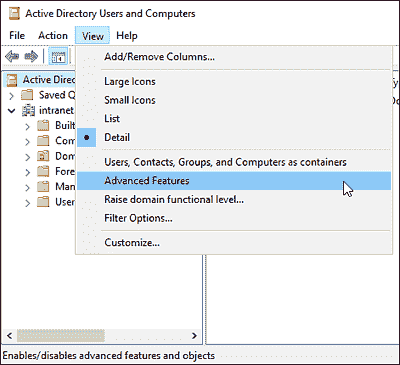 Active Directory Users and Computers
File Action View Help
Add/Remove Columns...
Large Icons
Small Icons
List
Detail
Users, Contacts, Groups, and Computers as containers
Advanced Features
Raise domain functional level...
Filter Options...
Customize...
Active Direc
Saved Q
intranet
Built
Com
Dom
Fore
Man
User
Enables/disables advanced features and objects